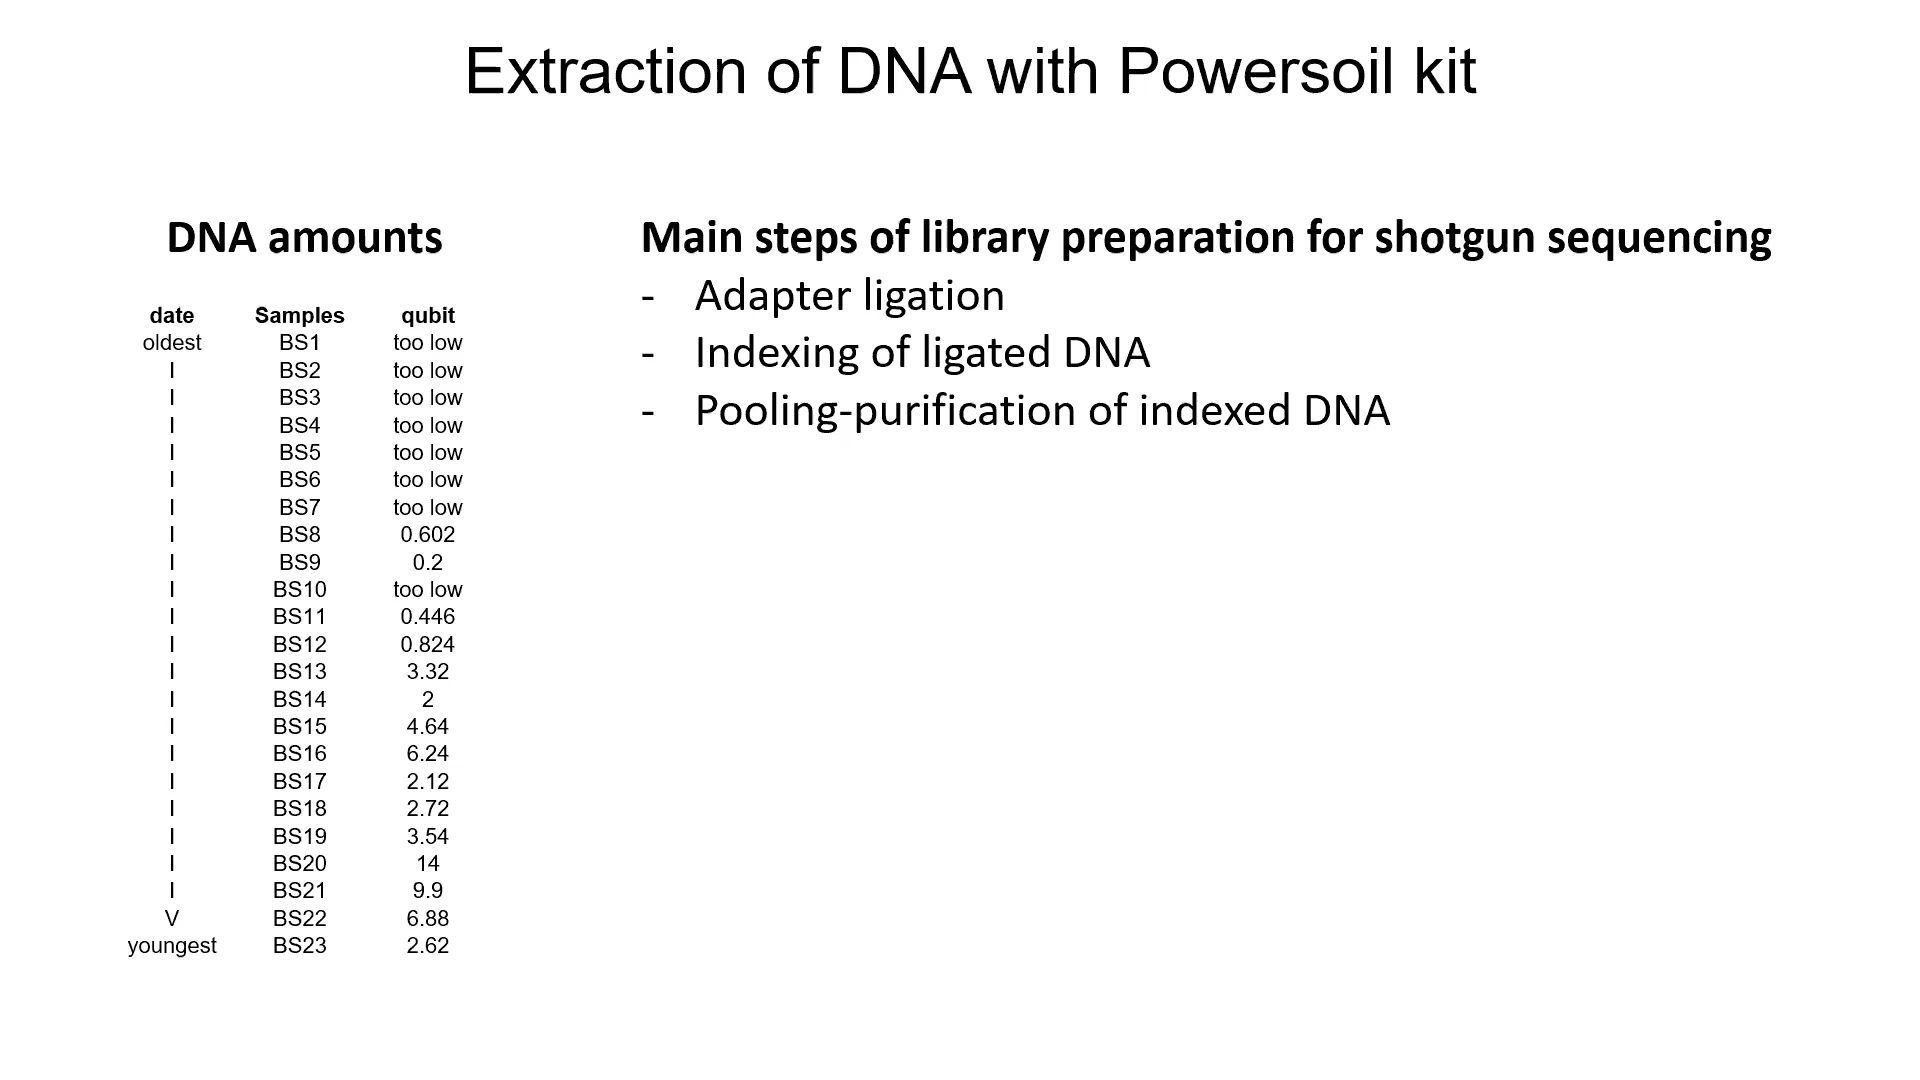 Extraction of DNA with Powersoil kit
DNA amounts
date Samples qubit
oldest BS1 too low
I BS2 too low
I BS3 too low
I BS4 too low
I BS5 too low
I BS6 too low
I BS7 too low
I BS8 0.602
I BS9 0.2
I BS10 too low
I BS11 0.446
I BS12 0.824
I BS13 3.32
I BS14 2
I BS15 4.64
I BS16 6.24
I BS17 2.12
I BS18 2.72
I BS19 3.54
I BS20 14
I BS21 9.9
V BS22 6.88
youngest BS23 2.62
Main steps of library preparation for shotgun sequencing
- Adapter ligation
- Indexing of ligated DNA
- Pooling-purification of indexed DNA